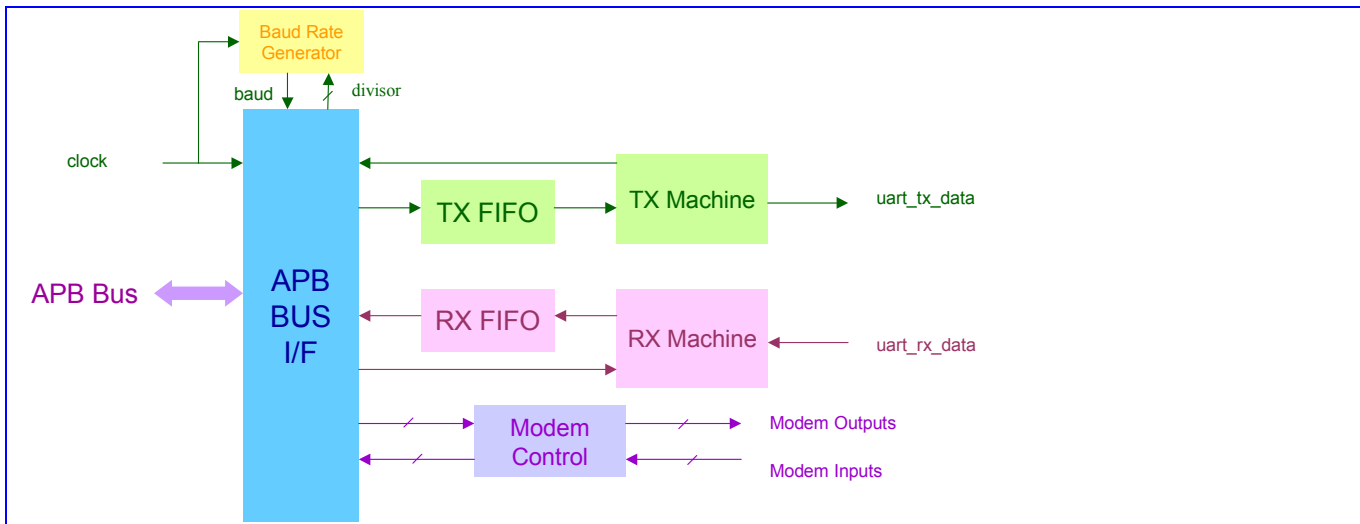 Baud Rate
Generator
baud
divisor
clock
TX FIFO
TX Machine
uart_tx_data
APB Bus
APB
BUS
I/F
RX FIFO
RX Machine
uart_rx_data
Modem
Control
Modem Outputs
Modem Inputs